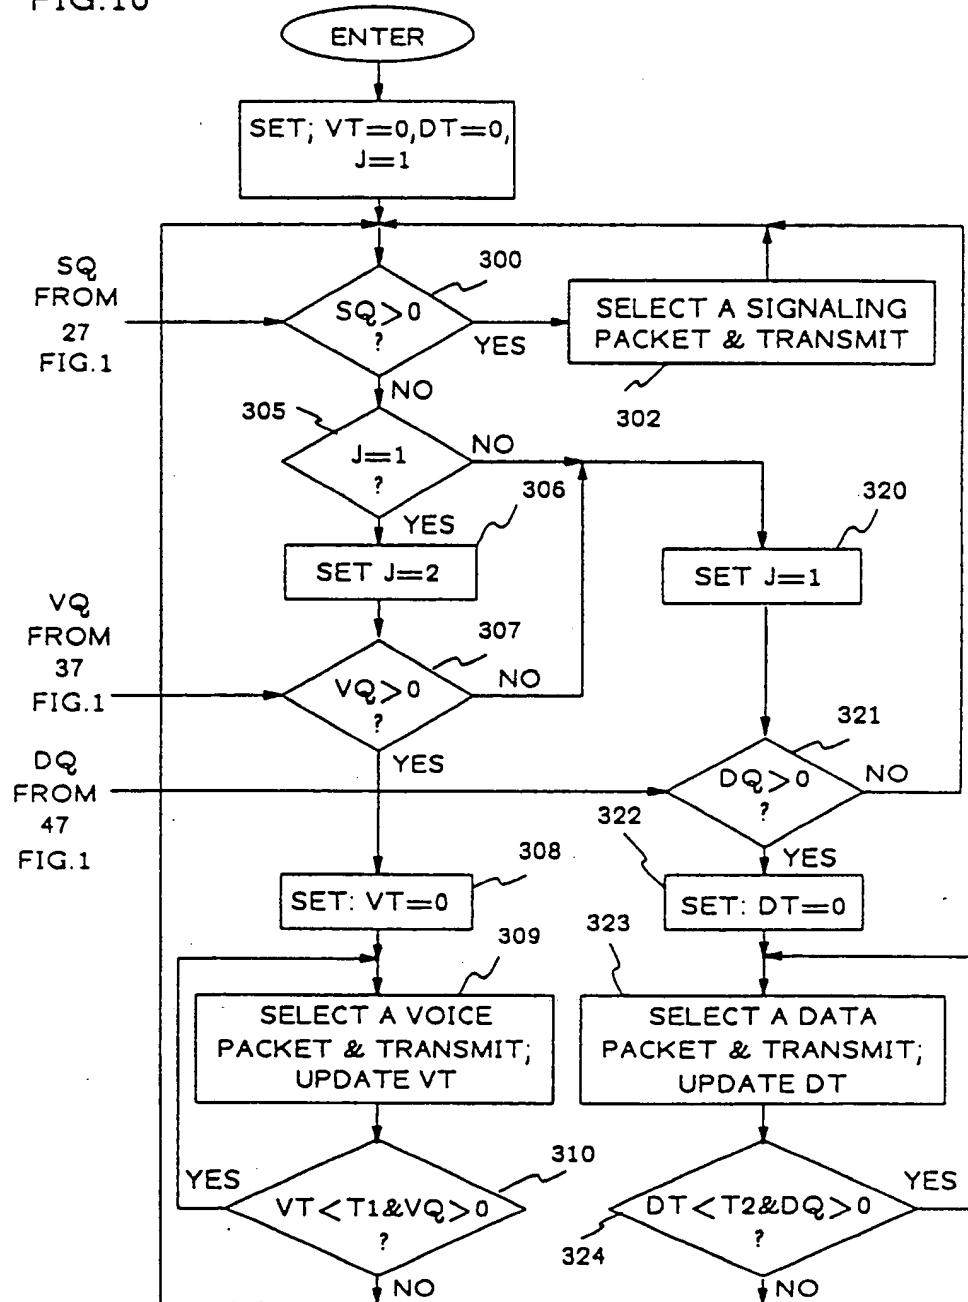 FIG.10
ENTER
SET; VT=0,DT=0,
J=1
SQ
FROM
27
FIG.1
300
SQ>0
?
YES
NO
SELECT A SIGNALING
PACKET & TRANSMIT
302
305
J=1
?
NO
YES
306
SET J=2
320
SET J=1
VQ
FROM
37
FIG.1
307
VQ>0
?
NO
YES
DQ
FROM
47
FIG.1
321
DQ>0
?
NO
YES
308
SET: VT=0
322
SET: DT=0
309
SELECT A VOICE
PACKET & TRANSMIT;
UPDATE VT
323
SELECT A DATA
PACKET & TRANSMIT;
UPDATE DT
310
VT<T1&VQ>0
?
YES
NO
324
DT<T2&DQ>0
?
YES
NO